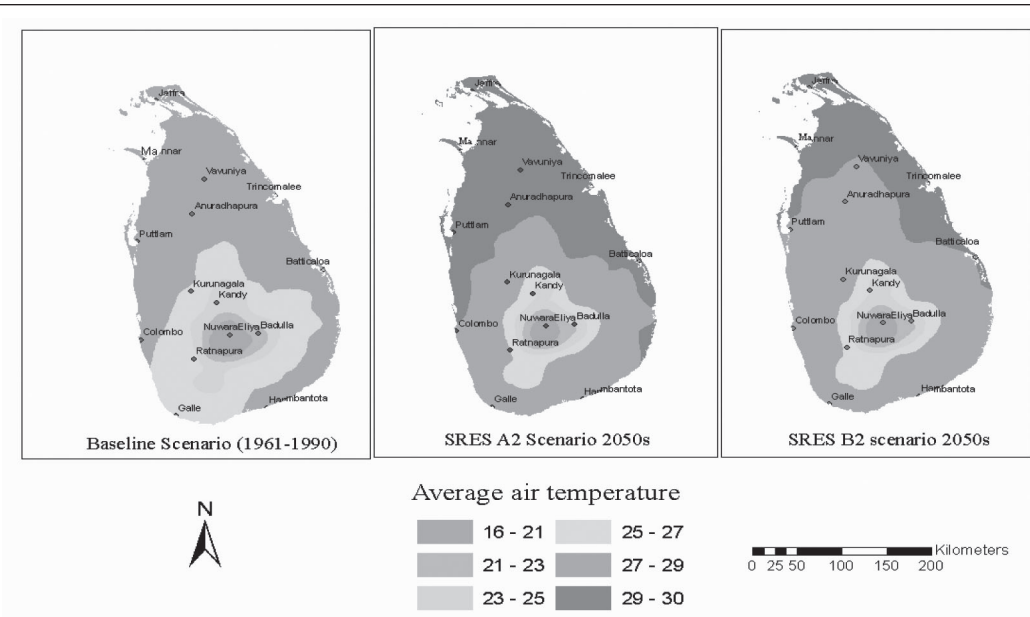 Jaffna
Mannar
Vavuniya
Trincomalee
Anuradhapura
Puttlam
Batticaloa
Kurunagala
Kandy
NuwaraEliya
Badulla
Colombo
Ratnapura
Galle
Hambantota
Baseline Scenario (1961-1990)
Jaffna
Mannar
Vavuniya
Trincomalee
Anuradhapura
Puttlam
Batticaloa
Kurunagala
Kandy
NuwaraEliya
Badulla
Colombo
Ratnapura
Galle
Hambantota
SRES A2 Scenario 2050s
Jaffna
Mannar
Vavuniya
Trincomalee
Anuradhapura
Puttlam
Batticaloa
Kurunagala
Kandy
NuwaraEliya
Badulla
Colombo
Ratnapura
Galle
Hambantota
SRES B2 scenario 2050s
Average air temperature
N
16 - 21
25 - 27
21 - 23
27 - 29
23 - 25
29 - 30
Kilometers
0 25 50 100 150 200